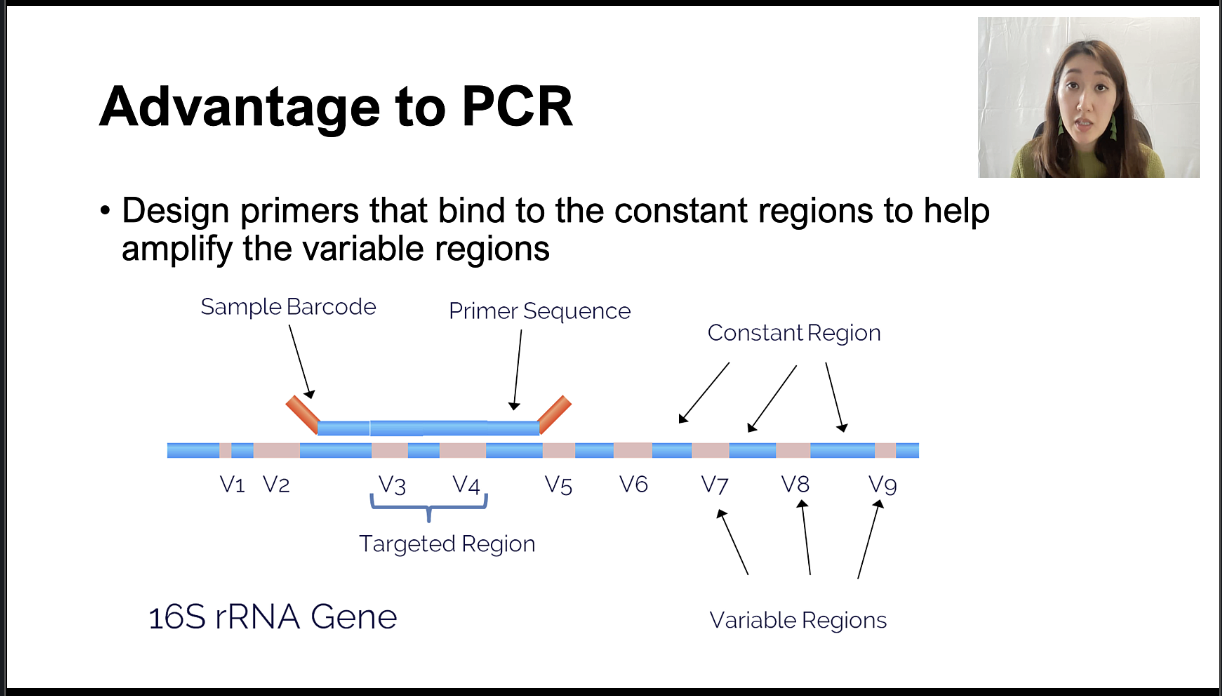 Advantage to PCR
• Design primers that bind to the constant regions to help
amplify the variable regions
Sample Barcode
Primer Sequence
Constant Region
V1 V2 V3 V4 V5 V6 V7 V8 V9
Targeted Region
16S rRNA Gene
Variable Regions